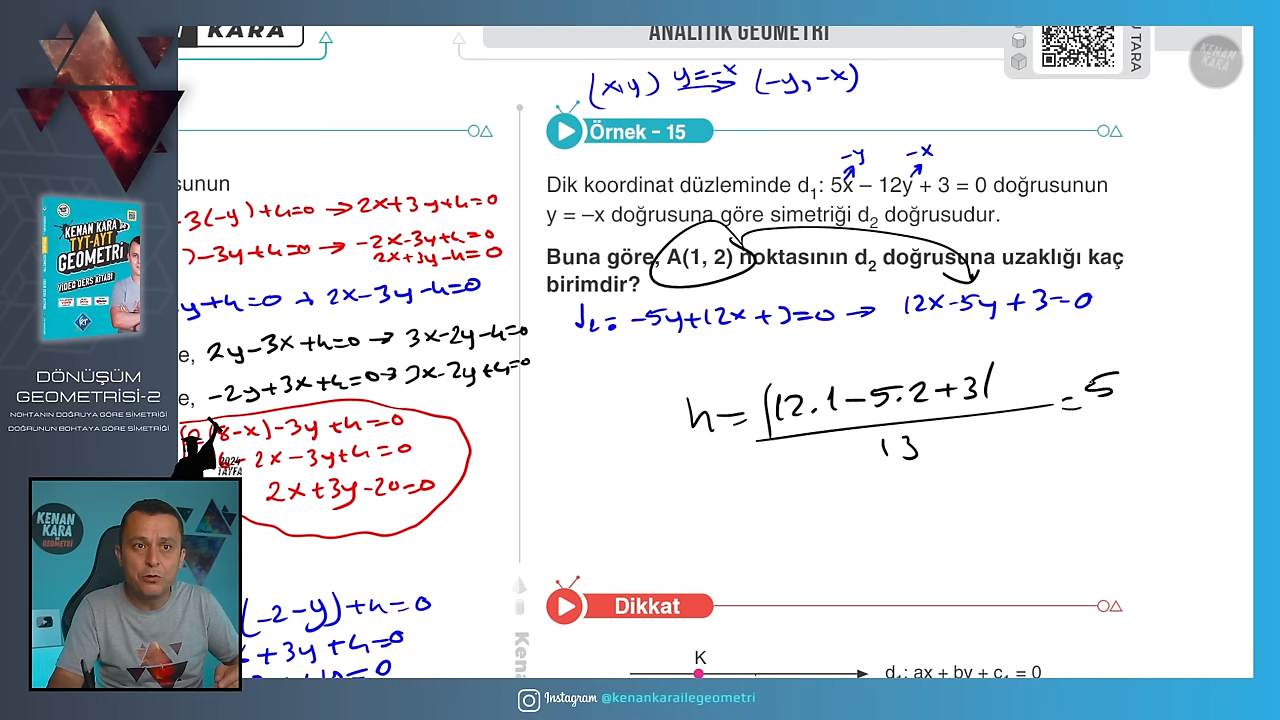 KARA
ANALİTİK GEOMETRİ
TARA
KENAN
KARA
(x,y) y=-x (-y,-x)
Örnek - 15
-y -x
Dik koordinat düzleminde d1: 5x – 12y + 3 = 0 doğrusunun
y = –x doğrusuna göre simetriği d2 doğrusudur.
Buna göre, A(1, 2) noktasının d2 doğrusuna uzaklığı kaç
birimdir?
d2: -5y+12x+3=0 → 12x-5y+3=0
h= |12.1-5.2+3| = 5
13
Dikkat
K
d1: ax + by + c1 = 0
sunun
-3(-y)+4=0 → 2x+3y+4=0
)-3y+4=0 → -2x-3y+4=0
2x+3y-4=0
y+4=0 → 2x-3y-4=0
e, 2y-3x+4=0 → 3x-2y-4=0
e, -2y+3x+4=0 → 3x-2y+4=0
(8-x)-3y+4=0
-2x-3y+4=0
2x+3y-20=0
(-2-y)+4=0
+3y+4=0
=0
Kena
KENAN KARA
TYT-AYT
GEOMETRİ
VİDEO DERS KİTABI
DÖNÜŞÜM
GEOMETRİSİ-2
NOKTANIN DOĞRUYA GÖRE SİMETRİĞİ
DOĞRUNUN NOKTAYA GÖRE SİMETRİĞİ
2024
TAYFA
KENAN
KARA
GEOMETRİ
Instagram @kenankarailegeometri